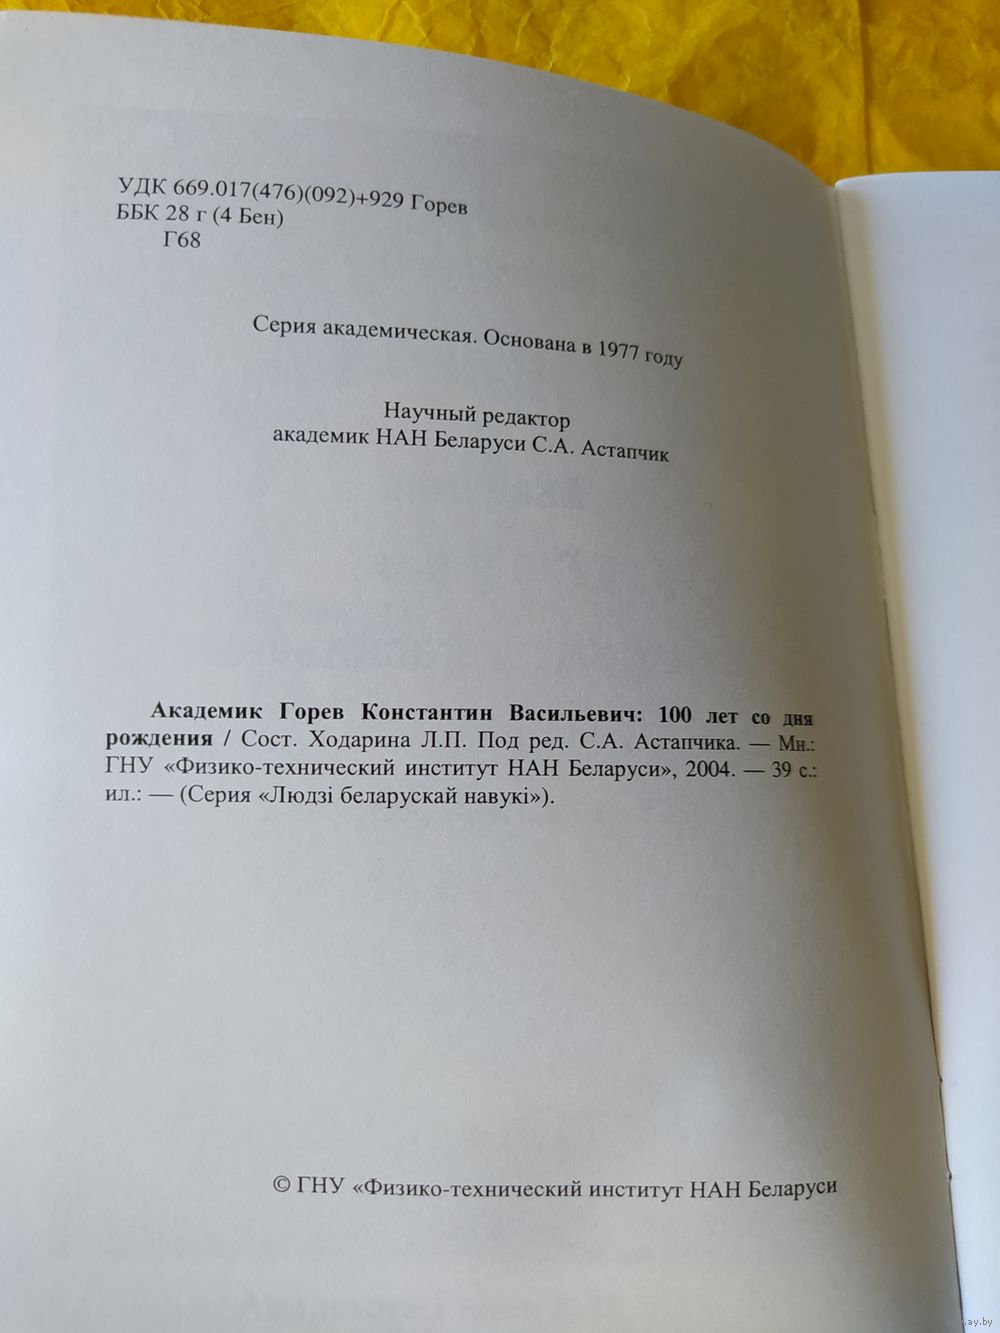 УДК 669.017(476)(092)+929 Горев
ББК 28 г (4 Бен)
Г68
Серия академическая. Основана в 1977 году
Научный редактор
академик НАН Беларуси С.А. Астапчик
Академик Горев Константин Васильевич: 100 лет со дня
рождения / Сост. Ходарина Л.П. Под ред. С.А. Астапчика. — Мн.:
ГНУ «Физико-технический институт НАН Беларуси», 2004. — 39 с.:
ил.: — (Серия «Людзі беларускай навукі»).
© ГНУ «Физико-технический институт НАН Беларуси